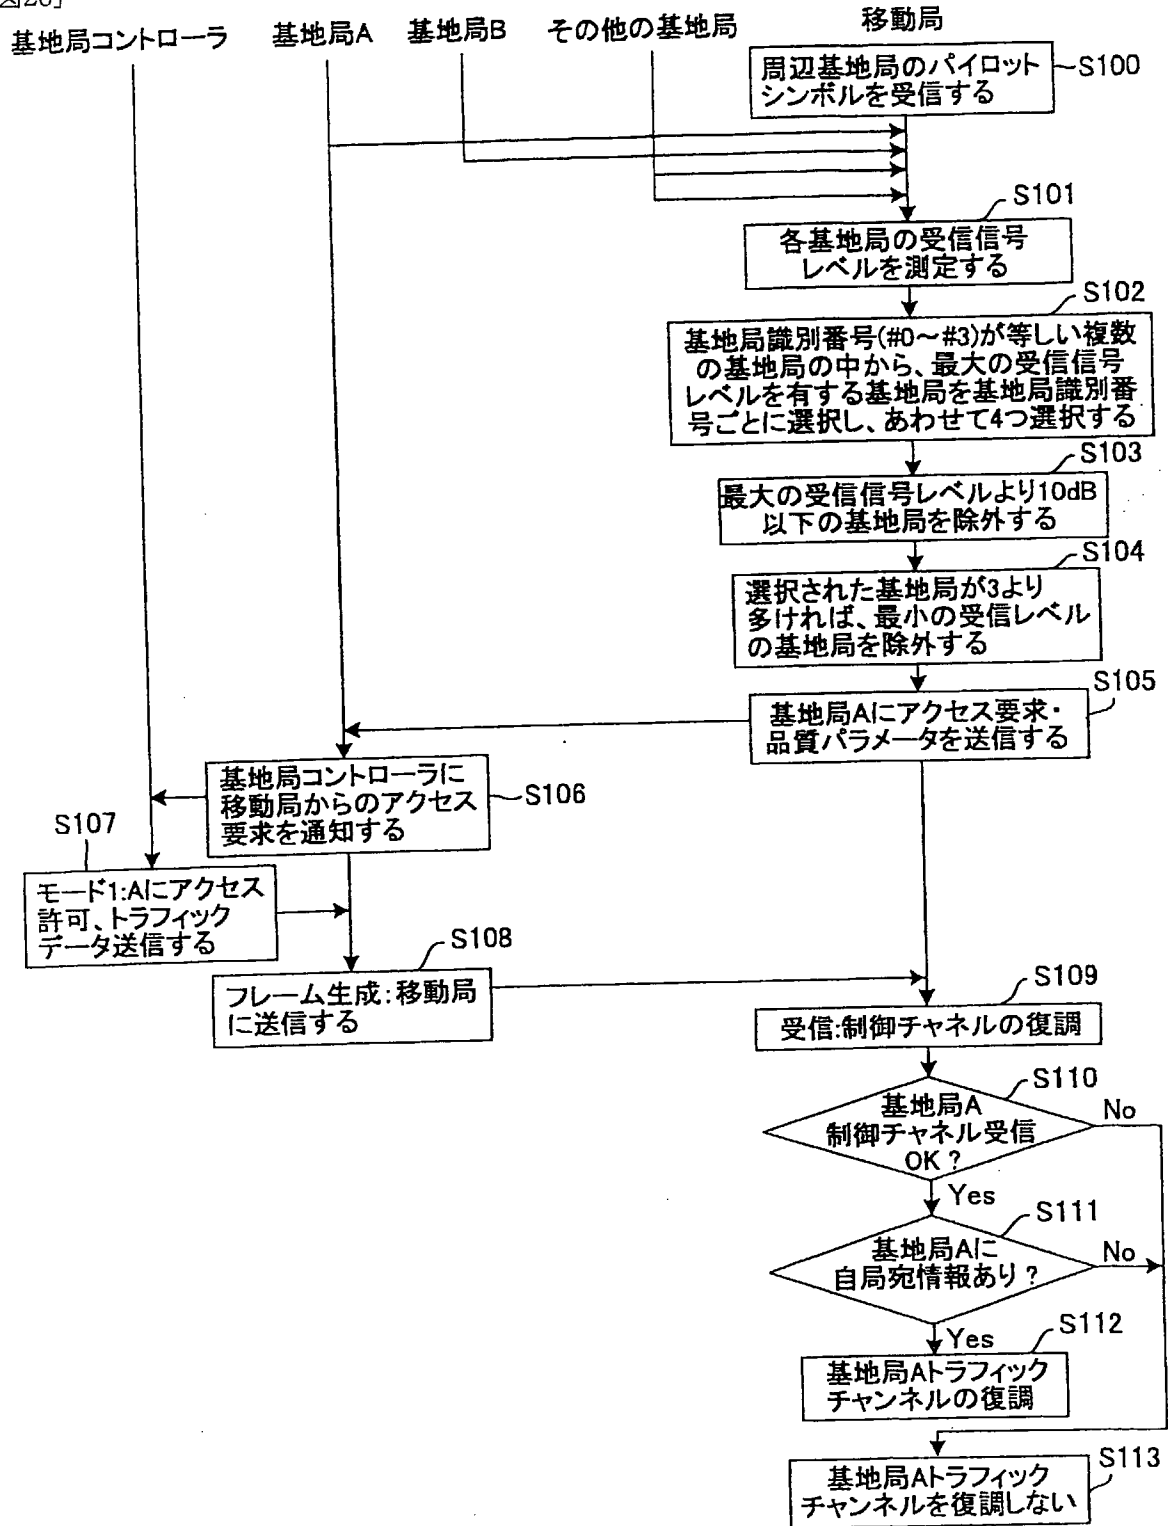 基地局コントローラ
基地局A
基地局B
その他の基地局
移動局
周辺基地局のパイロット
シンボルを受信する
S100
S101
各基地局の受信信号
レベルを測定する
S102
基地局識別番号(#0～#3)が等しい複数
の基地局の中から、最大の受信信号
レベルを有する基地局を基地局識別番
号ごとに選択し、あわせて4つ選択する
S103
最大の受信信号レベルより10dB
以下の基地局を除外する
S104
選択された基地局が3より
多ければ、最小の受信レベル
の基地局を除外する
S105
基地局Aにアクセス要求・
品質パラメータを送信する
基地局コントローラに
移動局からのアクセス
要求を通知する
S106
S107
モード1:Aにアクセス
許可、トラフィック
データ送信する
S108
フレーム生成:移動局
に送信する
S109
受信:制御チャネルの復調
S110
基地局A
制御チャネル受信
OK?
No
Yes
S111
基地局Aに
自局宛情報あり?
No
Yes
S112
基地局Aトラフィック
チャンネルの復調
S113
基地局Aトラフィック
チャンネルを復調しない